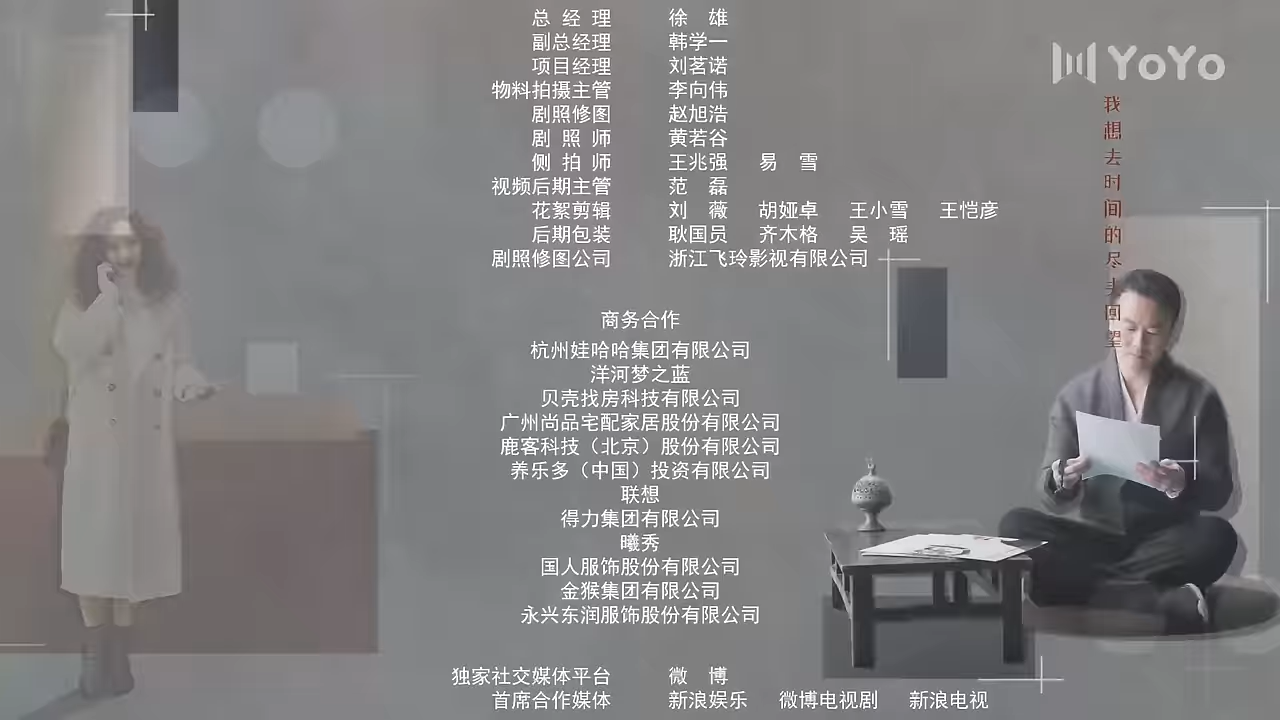 总 经 理 徐 雄
副总经理 韩学一
项目经理 刘茗诺
物料拍摄主管 李向伟
剧照修图 赵旭浩
剧 照 师 黄若谷
侧 拍 师 王兆强 易 雪
视频后期主管 范 磊
花絮剪辑 刘 薇 胡娅卓 王小雪 王恺彦
后期包装 耿国员 齐木格 吴 瑶
剧照修图公司 浙江飞玲影视有限公司
商务合作
杭州娃哈哈集团有限公司
洋河梦之蓝
贝壳找房科技有限公司
广州尚品宅配家居股份有限公司
鹿客科技（北京）股份有限公司
养乐多（中国）投资有限公司
联想
得力集团有限公司
曦秀
国人服饰股份有限公司
金猴集团有限公司
永兴东润服饰股份有限公司
独家社交媒体平台 微 博
首席合作媒体 新浪娱乐 微博电视剧 新浪电视
YoYo
我想去时间的尽头回望